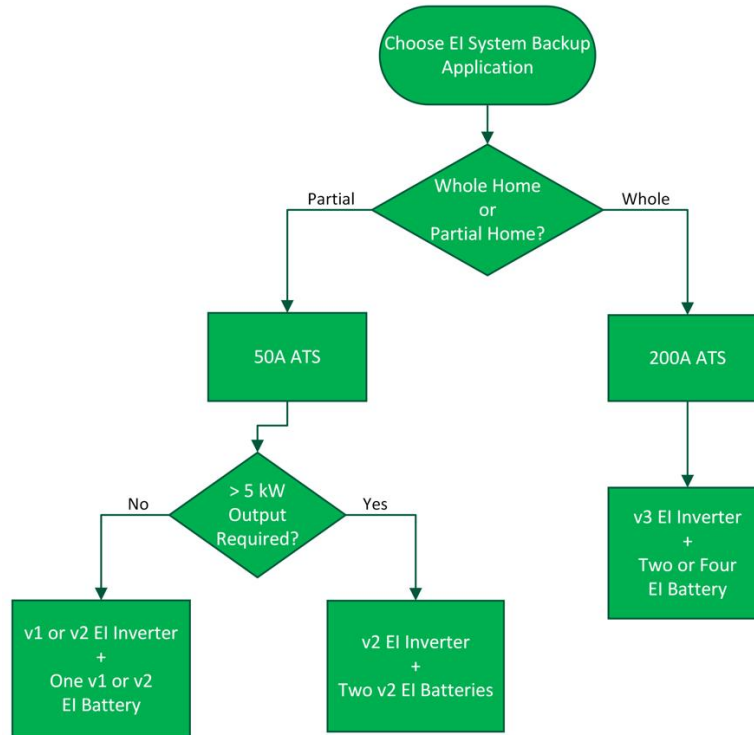 Choose EI System Backup
Application
Whole Home
or
Partial Home?
Partial
Whole
50A ATS
200A ATS
> 5 kW
Output
Required?
No
Yes
v3 EI Inverter
+
Two or Four
EI Battery
v1 or v2 EI Inverter
+
One v1 or v2
EI Battery
v2 EI Inverter
+
Two v2 EI Batteries